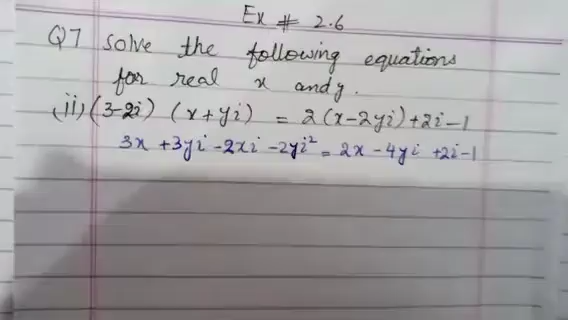 Ex # 2.6
Q7 Solve the following equations
for real x and y.
(ii) (3-2i) (x+yi) = 2(x-2yi)+2i-1
3x +3yi -2xi -2yi² = 2x -4yi +2i-1